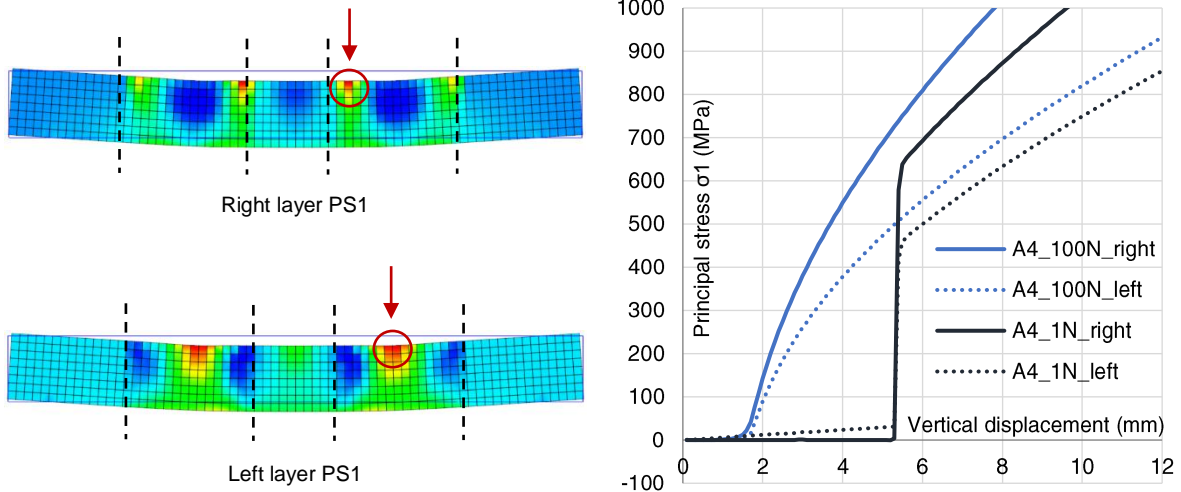 Right layer PS1
Left layer PS1
1000
900
800
700
600
500
400
300
200
100
0
-100
Principal stress σ1 (MPa)
A4_100N_right
A4_100N_left
A4_1N_right
A4_1N_left
Vertical displacement (mm)
0 2 4 6 8 10 12